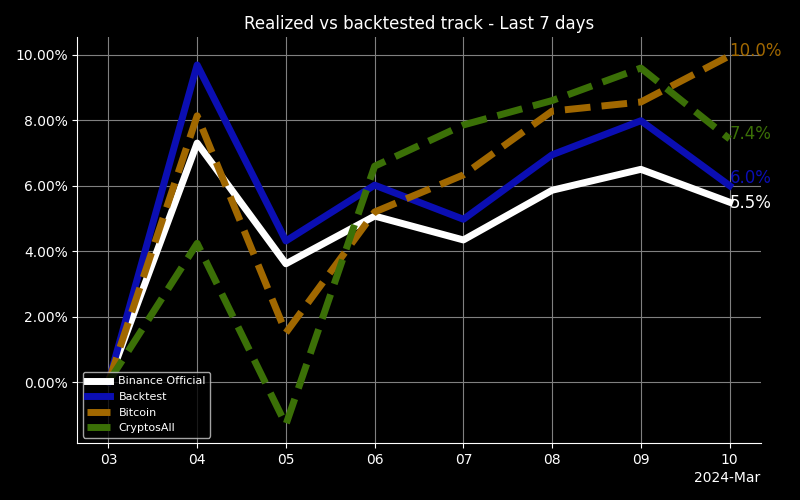 Realized vs backtested track - Last 7 days
10.00%
8.00%
6.00%
4.00%
2.00%
0.00%
10.0%
7.4%
6.0%
5.5%
Binance Official
Backtest
Bitcoin
CryptosAll
03 04 05 06 07 08 09 10
2024-Mar